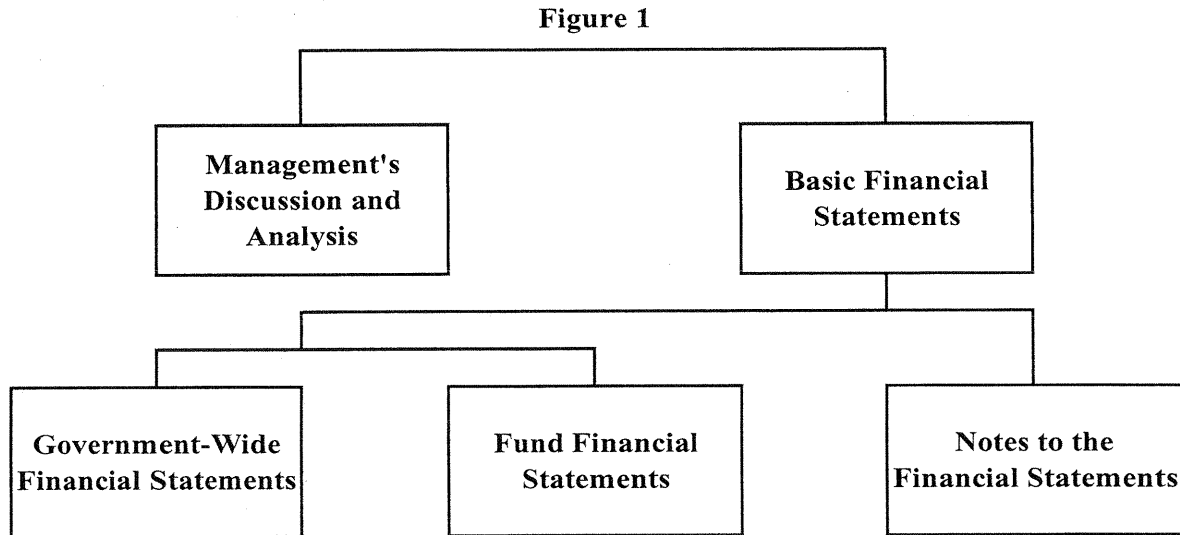 Figure 1
Management's
Discussion and
Analysis
Basic Financial
Statements
Government-Wide
Financial Statements
Fund Financial
Statements
Notes to the
Financial Statements